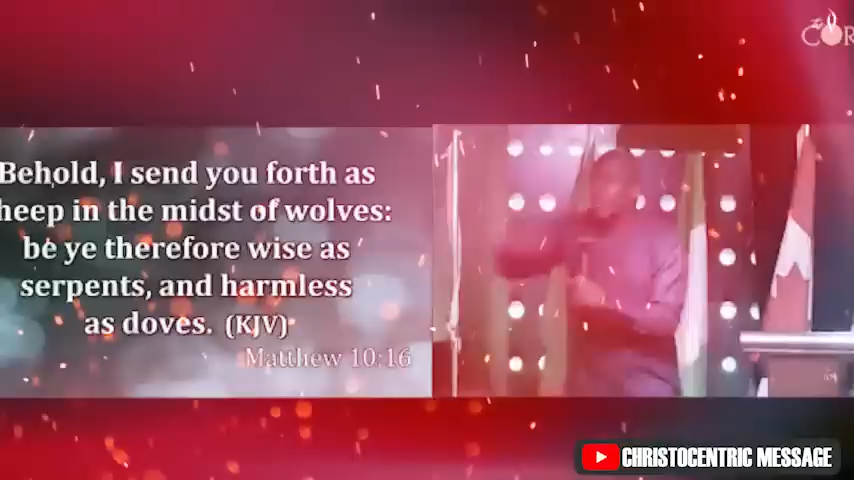 Behold, I send you forth as
heep in the midst of wolves:
be ye therefore wise as
serpents, and harmless
as doves. (KJV)
Matthew 10:16
CHRISTOCENTRIC MESSAGE